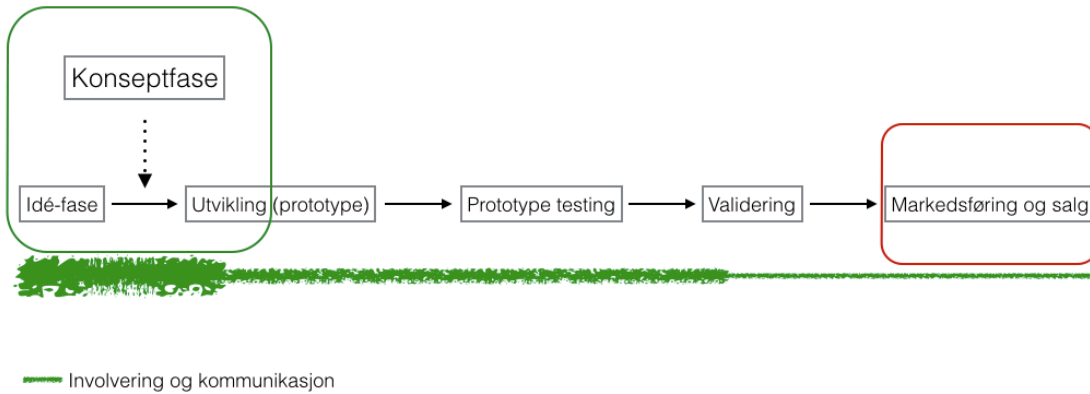 Konseptfase
Idé-fase
Utvikling (prototype)
Prototype testing
Validering
Markedsføring og salg
Involvering og kommunikasjon